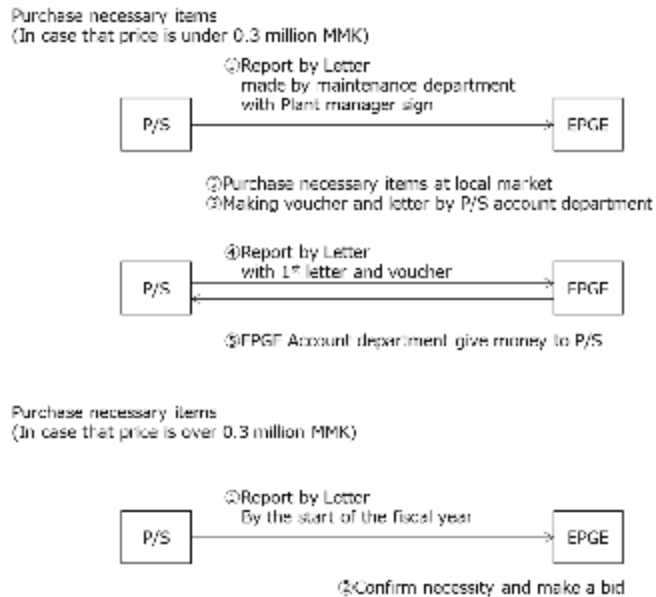 Purchase necessary items
(In case that price is under 0.3 million MMK)
①Report by Letter
made by maintenance department
with Plant manager sign
P/S
EPGE
②Purchase necessary items at local market
③Making voucher and letter by P/S account department
④Report by Letter
with 1st letter and voucher
P/S
EPGE
⑤EPGE Account department give money to P/S
Purchase necessary items
(In case that price is over 0.3 million MMK)
①Report by Letter
By the start of the fiscal year
P/S
EPGE
②Confirm necessity and make a bid